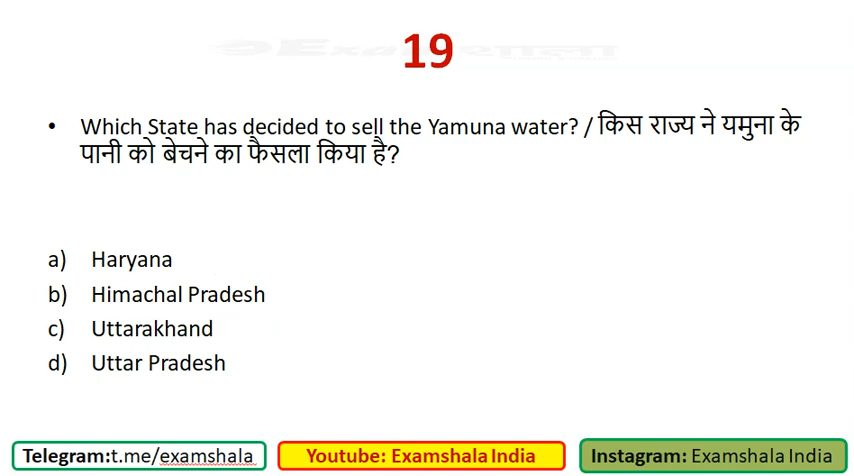 19
• Which State has decided to sell the Yamuna water? / किस राज्य ने यमुना के
पानी को बेचने का फैसला किया है?
a) Haryana
b) Himachal Pradesh
c) Uttarakhand
d) Uttar Pradesh
Telegram:t.me/examshala
Youtube: Examshala India
Instagram: Examshala India